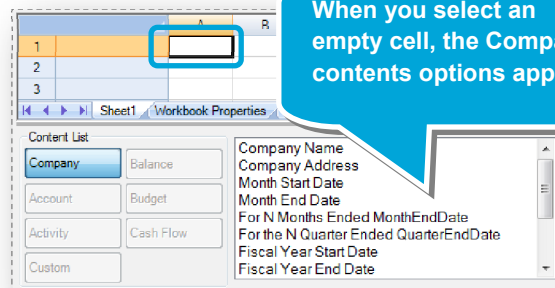 When you select an
empty cell, the
contents options
A B
1
2
3
Sheet1 Workbook Properties
Content List
Company Balance
Account Budget
Activity Cash Flow
Custom
Company Name
Company Address
Month Start Date
Month End Date
For N Months Ended MonthEndDate
For the N Quarter Ended QuarterEndDate
Fiscal Year Start Date
Fiscal Year End Date